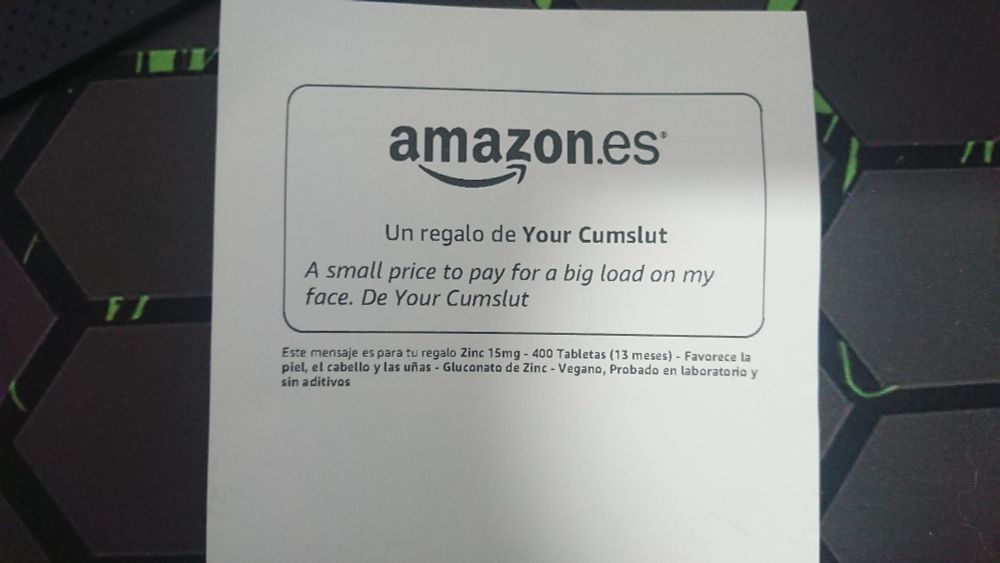 amazon.es
Un regalo de Your Cumslut
A small price to pay for a big load on my
face. De Your Cumslut
Este mensaje es para tu regalo Zinc 15mg - 400 Tabletas (13 meses) - Favorece la
piel, el cabello y las uñas - Gluconato de Zinc - Vegano, Probado en laboratorio y
sin aditivos